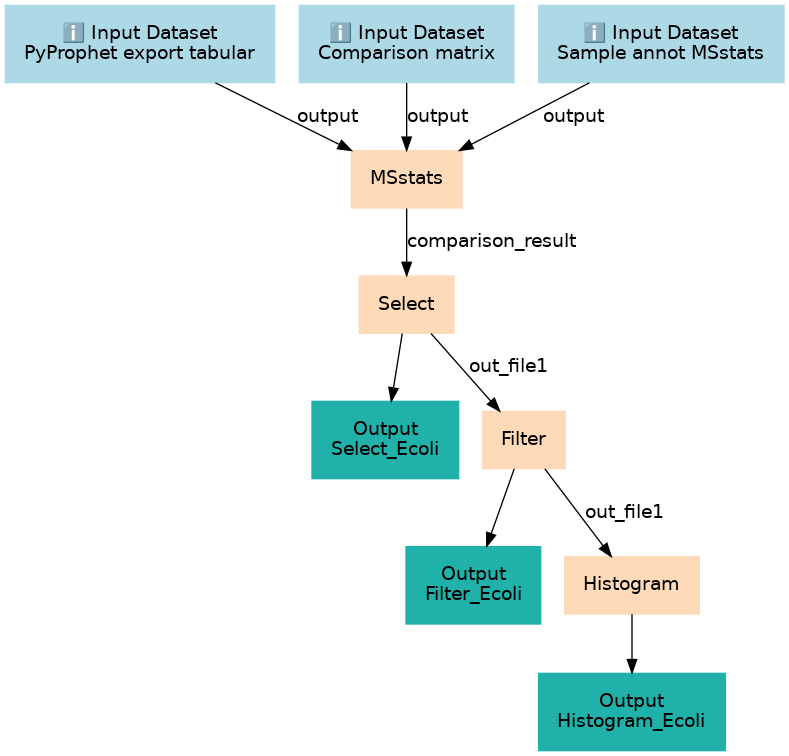 ℹ️ Input Dataset
PyProphet export tabular
ℹ️ Input Dataset
Comparison matrix
ℹ️ Input Dataset
Sample annot MSstats
output
output
output
MSstats
comparison_result
Select
out_file1
Output
Select_Ecoli
Filter
out_file1
Output
Filter_Ecoli
Histogram
Output
Histogram_Ecoli